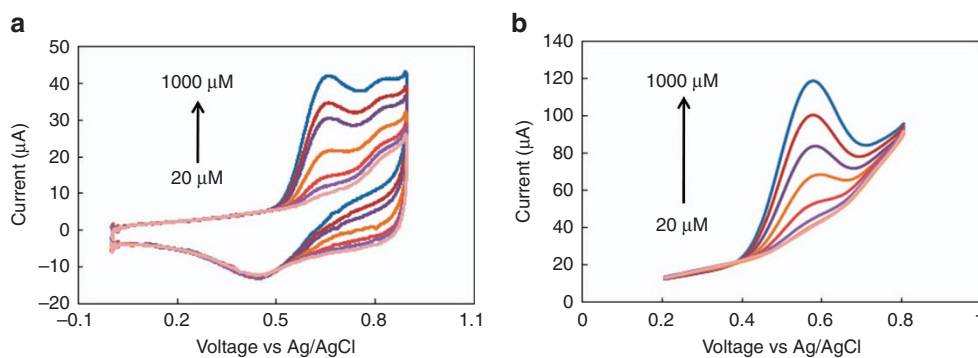 a
50
40
30
20
10
0
–10
–20
–0.1
0.2
0.5
0.8
1.1
Current (µA)
Voltage vs Ag/AgCl
1000 µM
20 µM
b
140
120
100
80
60
40
20
0
0
0.2
0.4
0.6
0.8
1
Current (µA)
Voltage vs Ag/AgCl
1000 µM
20 µM